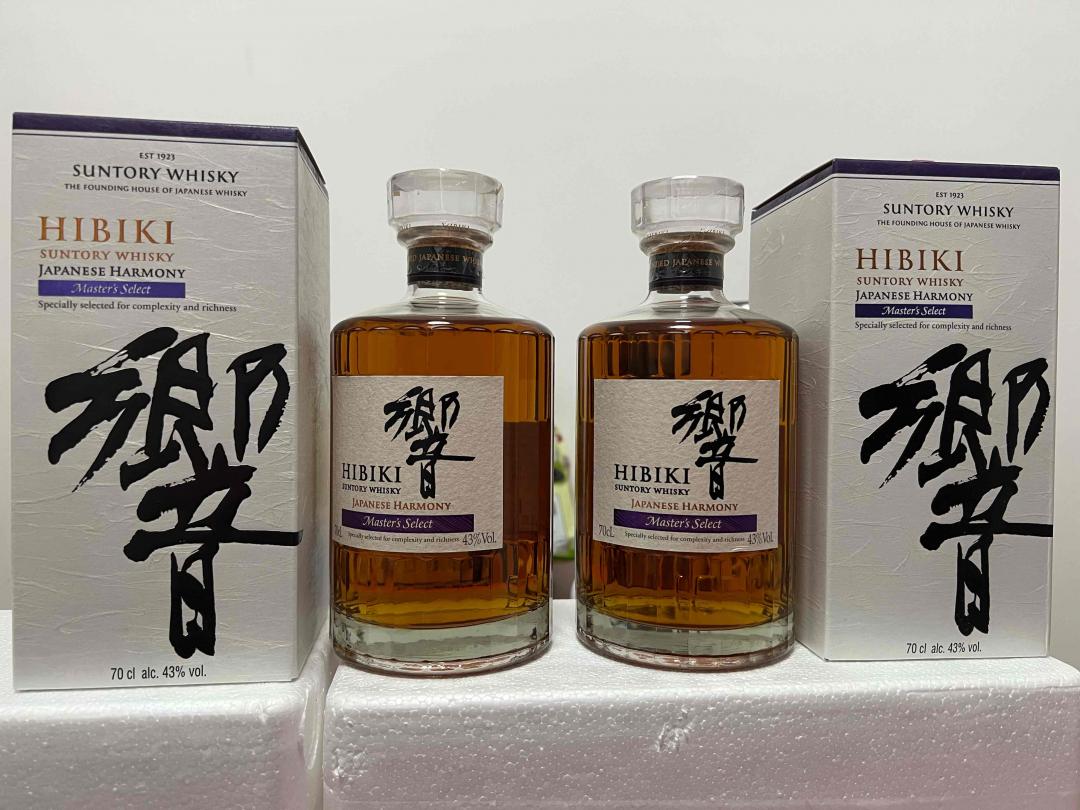 EST 1923
SUNTORY WHISKY
THE FOUNDING HOUSE OF JAPANESE WHISKY
HIBIKI
SUNTORY WHISKY
JAPANESE HARMONY
Master's Select
Specially selected for complexity and richness
響
70 cl alc. 43% vol.
JAPANESE
響
HIBIKI
SUNTORY WHISKY
JAPANESE HARMONY
Master's Select
Specially selected for complexity and richness 43%Vol.
JAPANESE
響
HIBIKI
SUNTORY WHISKY
JAPANESE HARMONY
Master's Select
70cL Specially selected for complexity and richness 43%Vol.
EST 1923
SUNTORY WHISKY
THE FOUNDING HOUSE OF JAPANESE WHISKY
HIBIKI
SUNTORY WHISKY
JAPANESE HARMONY
Master's Select
Specially selected for complexity and richness
響
70 cl alc. 43% vol.